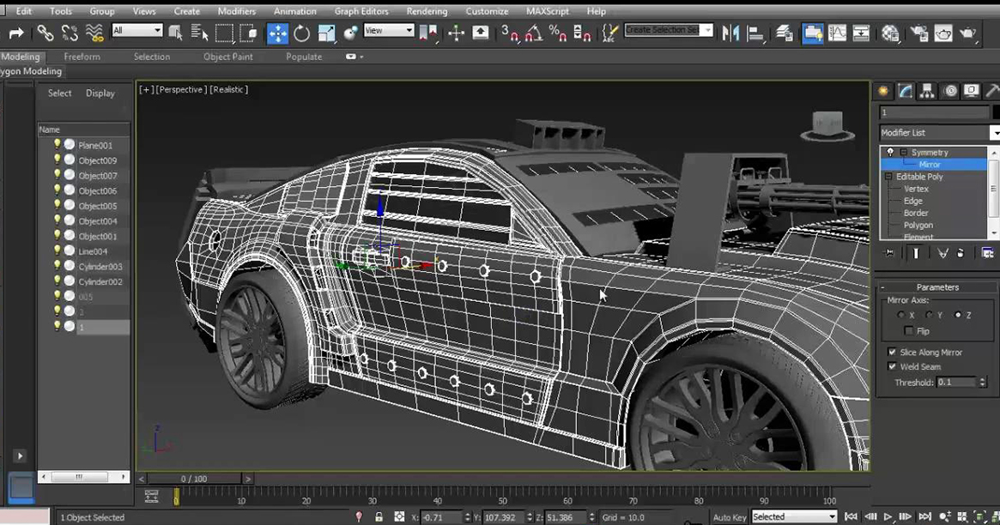 Edit Tools Group Views Create Modifiers Animation Graph Editors Rendering Customize MAXScript Help
All View Create Selection Se
Modeling Freeform Selection Object Paint Populate
ygon Modeling
Select Display
[+] [Perspective] [Realistic]
Name
Plane001
Object009
Object007
Object006
Object005
Object004
Object001
Line004
Cylinder003
Cylinder002
005
3
1
1
Modifier List
Symmetry
Mirror
Editable Poly
Vertex
Edge
Border
Polygon
Element
Parameters
Mirror Axis:
X Y Z
Flip
Slice Along Mirror
Weld Seam
Threshold: 0.1
z
0 / 100
0 10 20 30 40 50 60 70 80 90 100
1 Object Selected X: -0.71 Y: 107.392 Z: 51.386 Grid = 10.0 Auto Key Selected